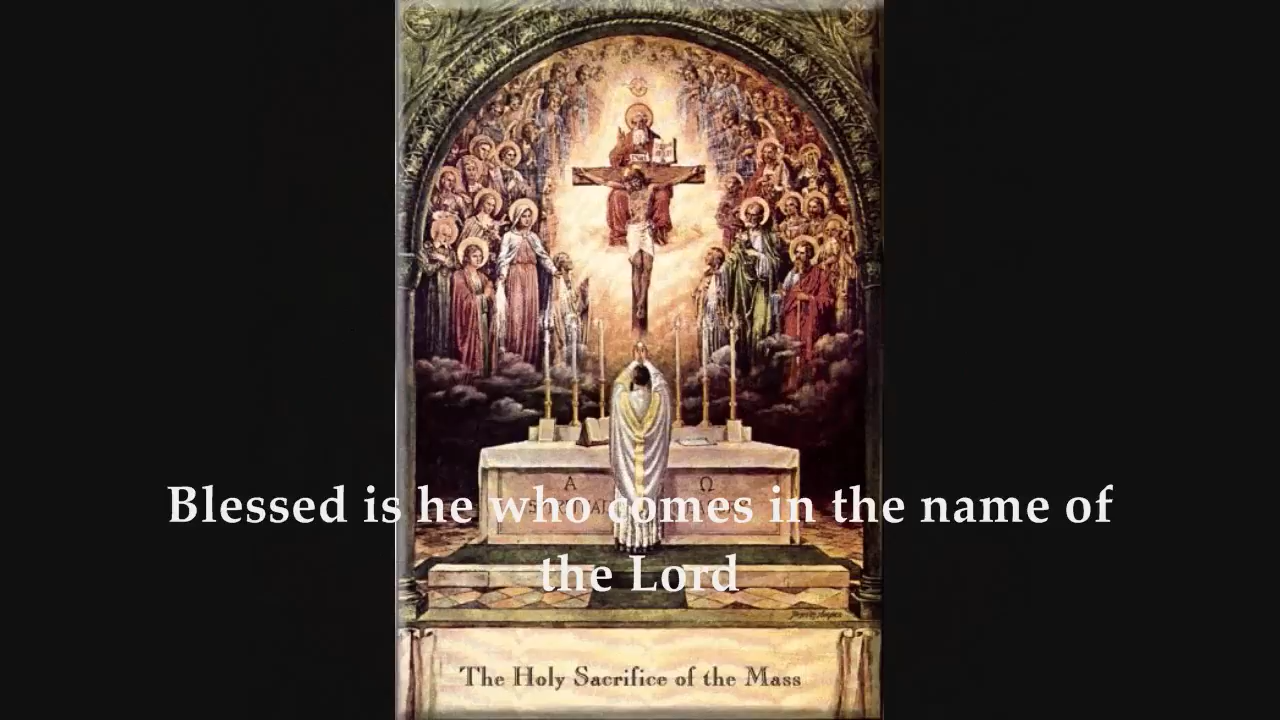 Α Ω
Blessed is he who comes in the name of
the Lord
The Holy Sacrifice of the Mass